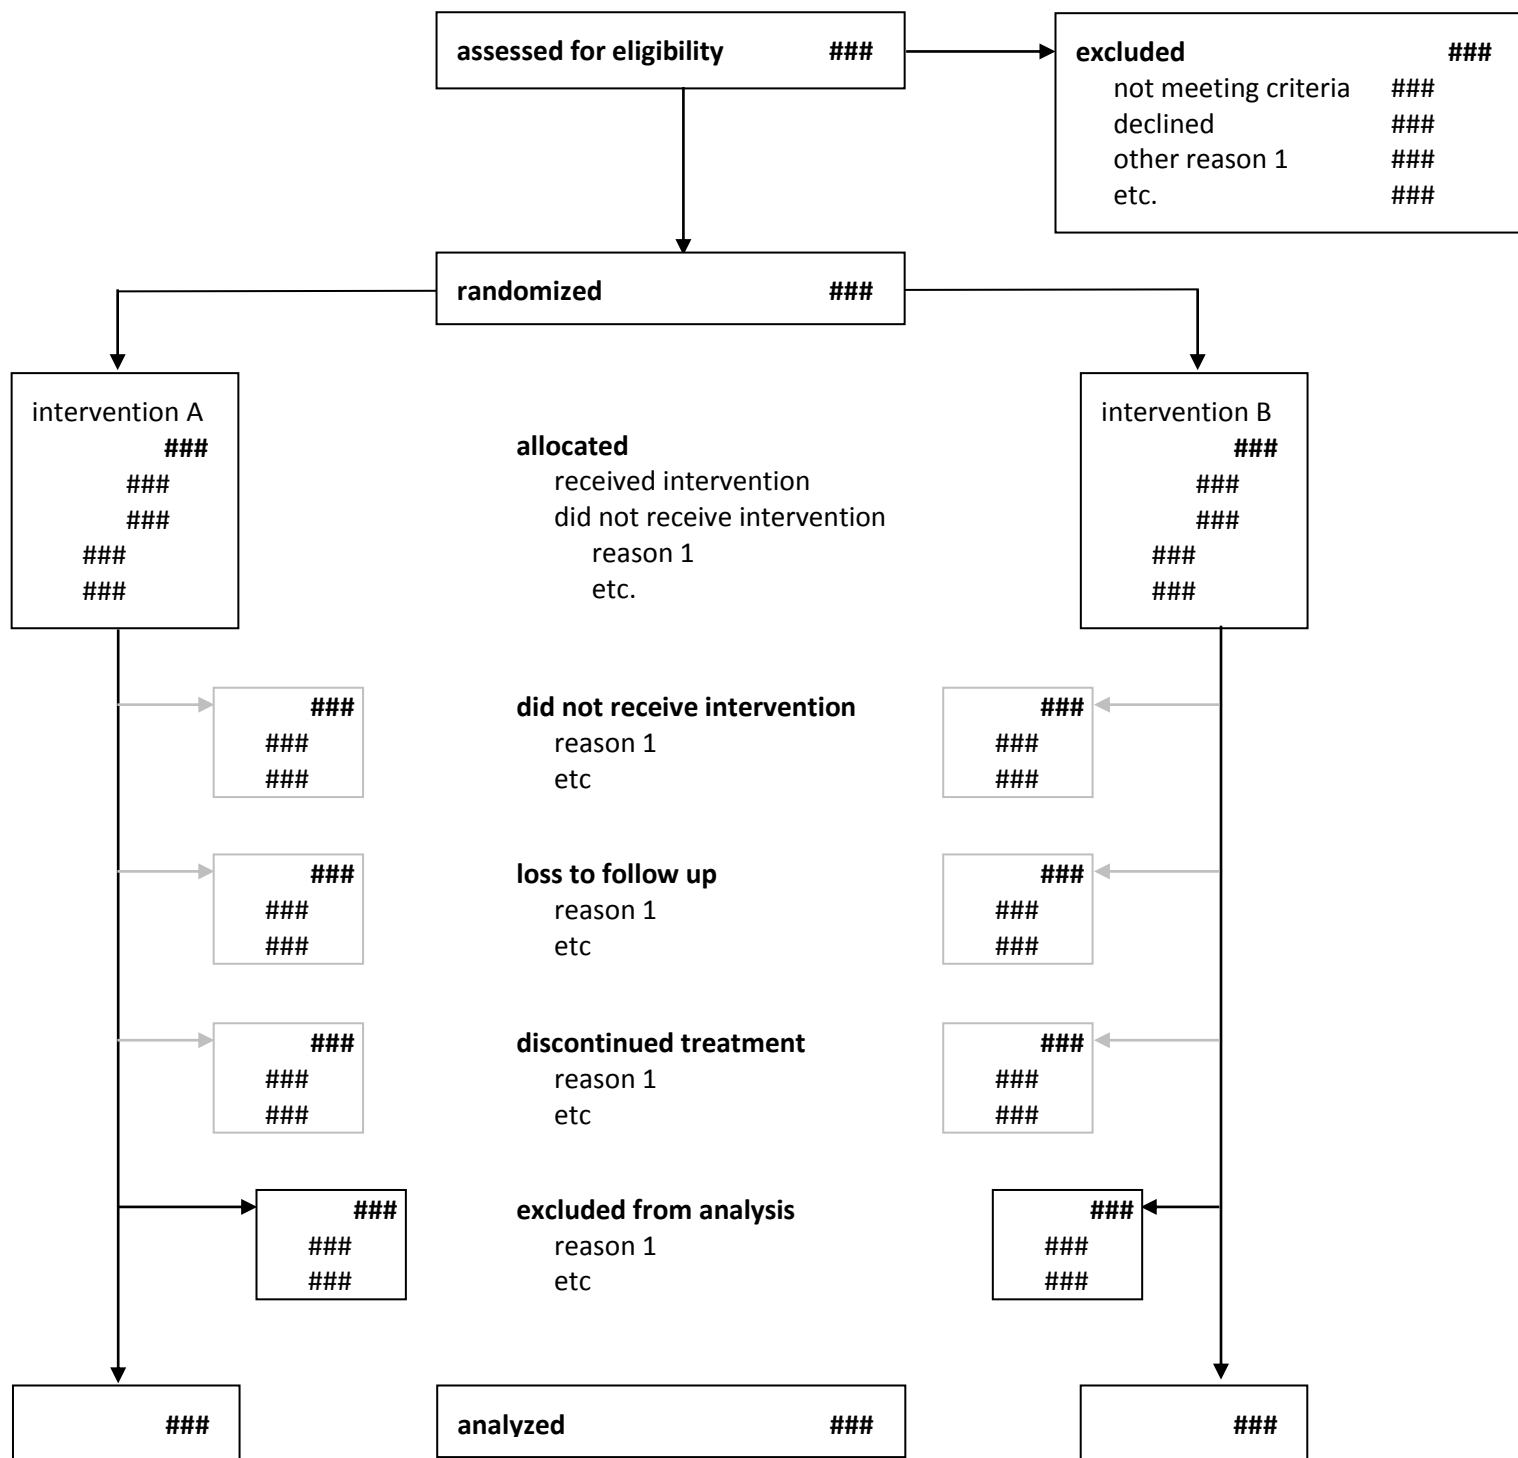 assessed for eligibility ###
excluded ###
not meeting criteria ###
declined ###
other reason 1 ###
etc. ###
randomized ###
intervention A
###
###
###
###
###
allocated
received intervention
did not receive intervention
reason 1
etc.
intervention B
###
###
###
###
###
### did not receive intervention ###
### reason 1 ###
### etc ###
### loss to follow up ###
### reason 1 ###
### etc ###
### discontinued treatment ###
### reason 1 ###
### etc ###
### excluded from analysis ###
### reason 1 ###
### etc ###
### analyzed ### ###